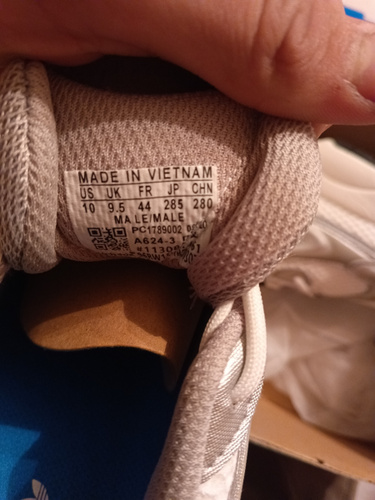 MADE IN VIETNAM
US UK FR JP CHN
10 9.5 44 285 280
MALE/MALE
PC1789002
A624-3